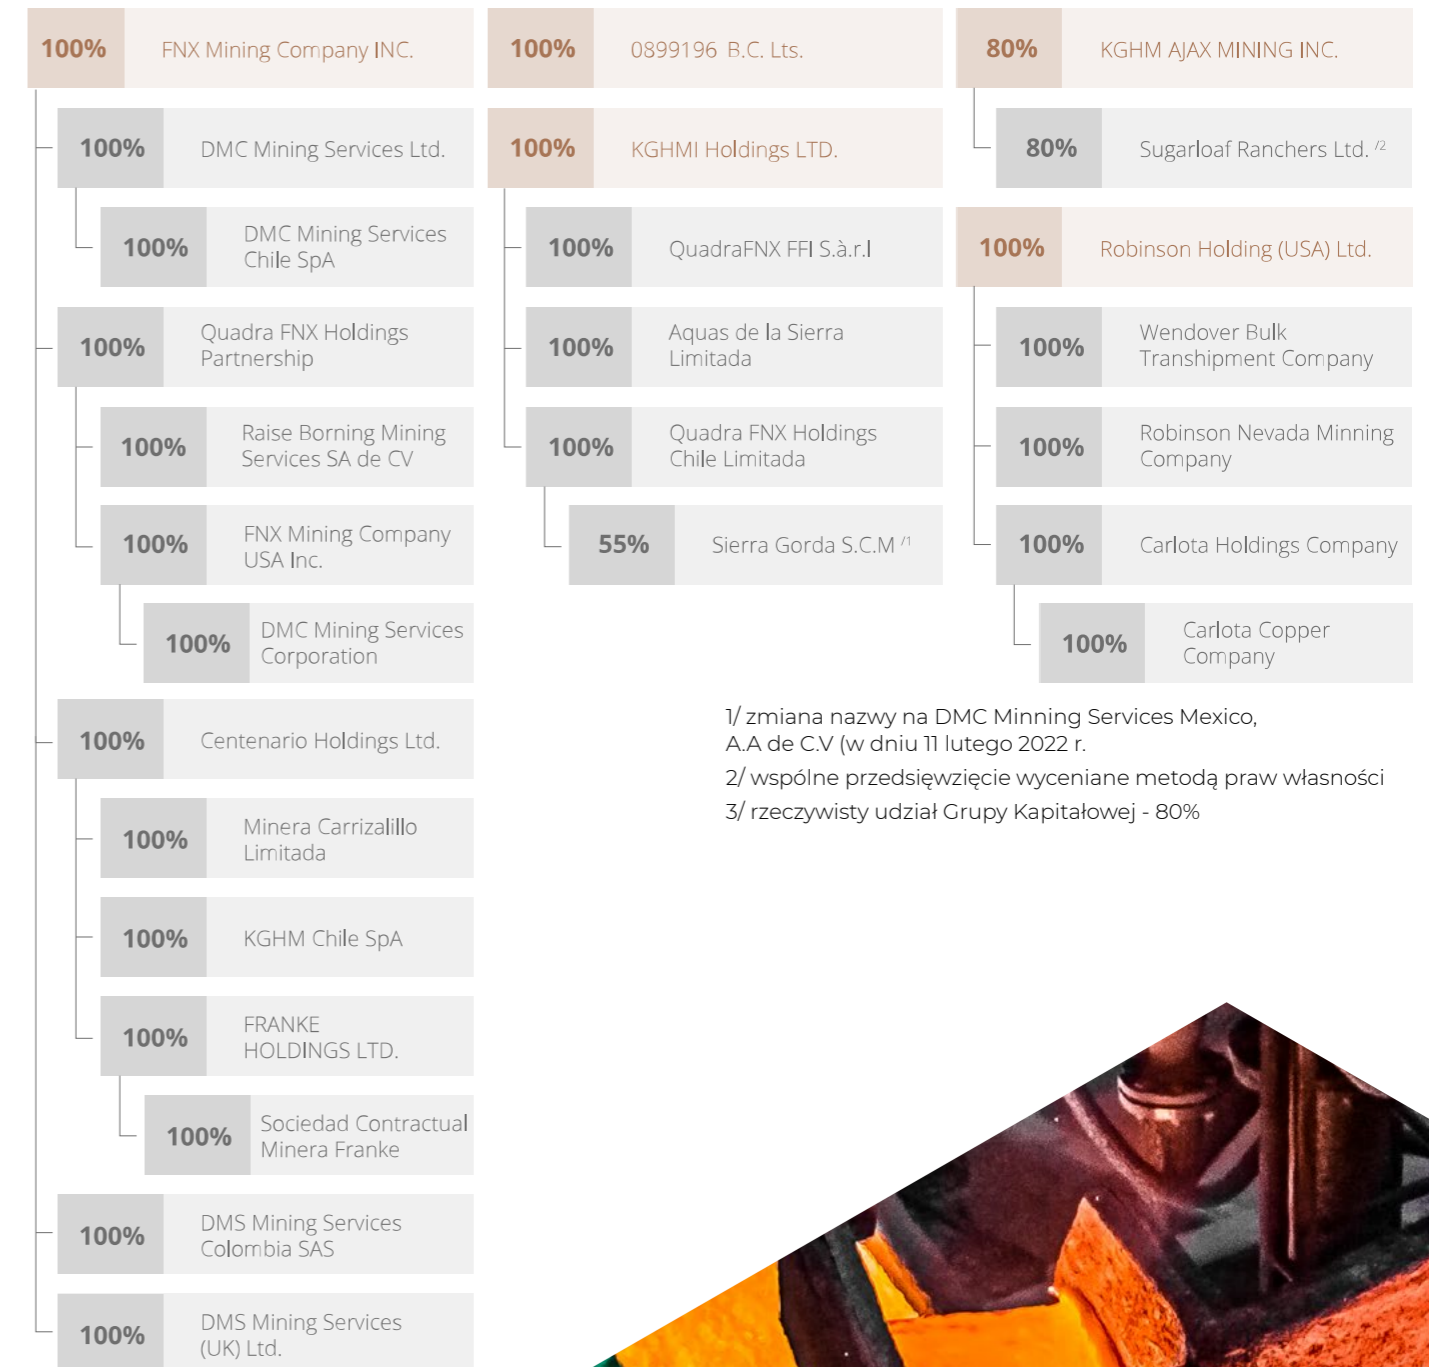 100%
FNX Mining Company INC.
100%
DMC Mining Services Ltd.
100%
DMC Mining Services
Chile SpA
100%
Quadra FNX Holdings
Partnership
100%
Raise Borning Mining
Services SA de CV
100%
FNX Mining Company
USA Inc.
100%
DMC Mining Services
Corporation
100%
Centenario Holdings Ltd.
100%
Minera Carrizalillo
Limitada
100%
KGHM Chile SpA
100%
FRANKE
HOLDINGS LTD.
100%
Sociedad Contractual
Minera Franke
100%
DMS Mining Services
Colombia SAS
100%
DMS Mining Services
(UK) Ltd.
100%
0899196 B.C. Lts.
100%
KGHMI Holdings LTD.
100%
QuadraFNX FFI S.à.r.l
100%
Aquas de la Sierra
Limitada
100%
Quadra FNX Holdings
Chile Limitada
55%
Sierra Gorda S.C.M /1
80%
KGHM AJAX MINING INC.
80%
Sugarloaf Ranchers Ltd. /2
100%
Robinson Holding (USA) Ltd.
100%
Wendover Bulk
Transhipment Company
100%
Robinson Nevada Minning
Company
100%
Carlota Holdings Company
100%
Carlota Copper
Company
1/ zmiana nazwy na DMC Minning Services Mexico,
A.A de C.V (w dniu 11 lutego 2022 r.
2/ wspólne przedsięwzięcie wyceniane metodą praw własności
3/ rzeczywisty udział Grupy Kapitałowej - 80%